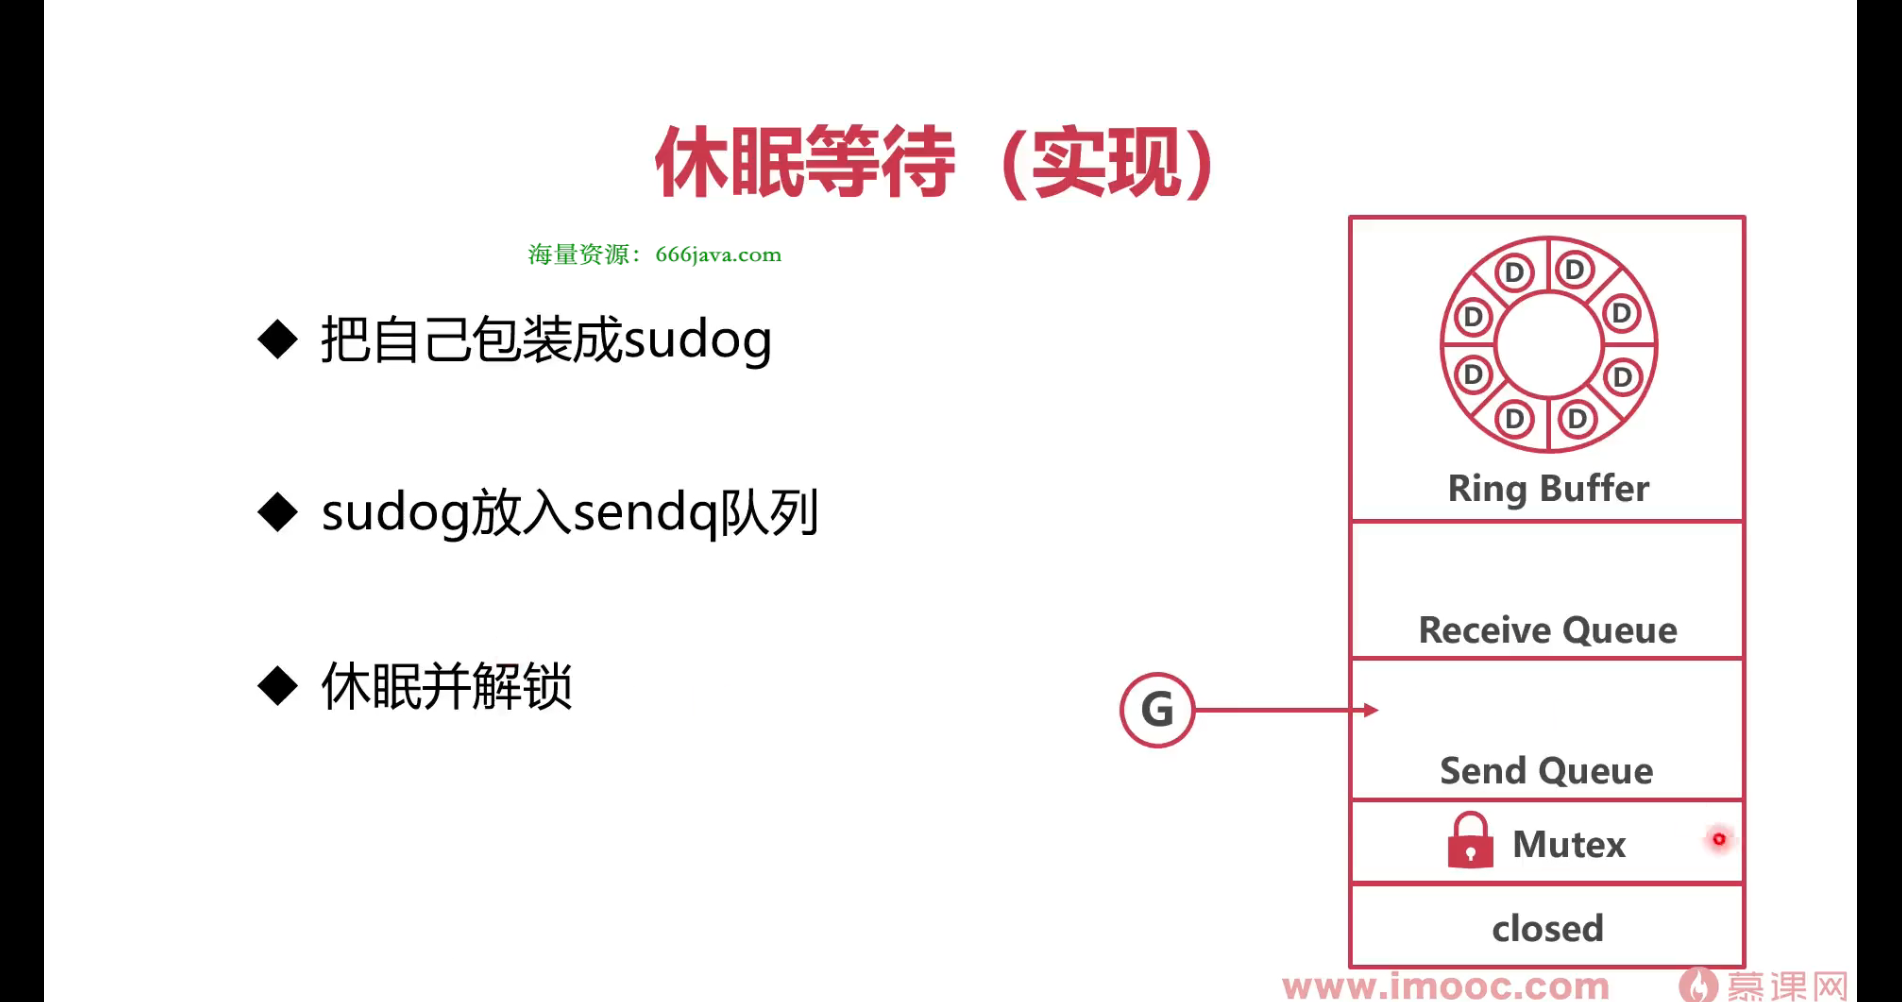 休眠等待（实现）
海量资源：666java.com
把自己包装成sudog
sudog放入sendq队列
休眠并解锁
D
D
D
D
D
D
D
D
Ring Buffer
Receive Queue
G
Send Queue
Mutex
closed
www.imooc.com
慕课网